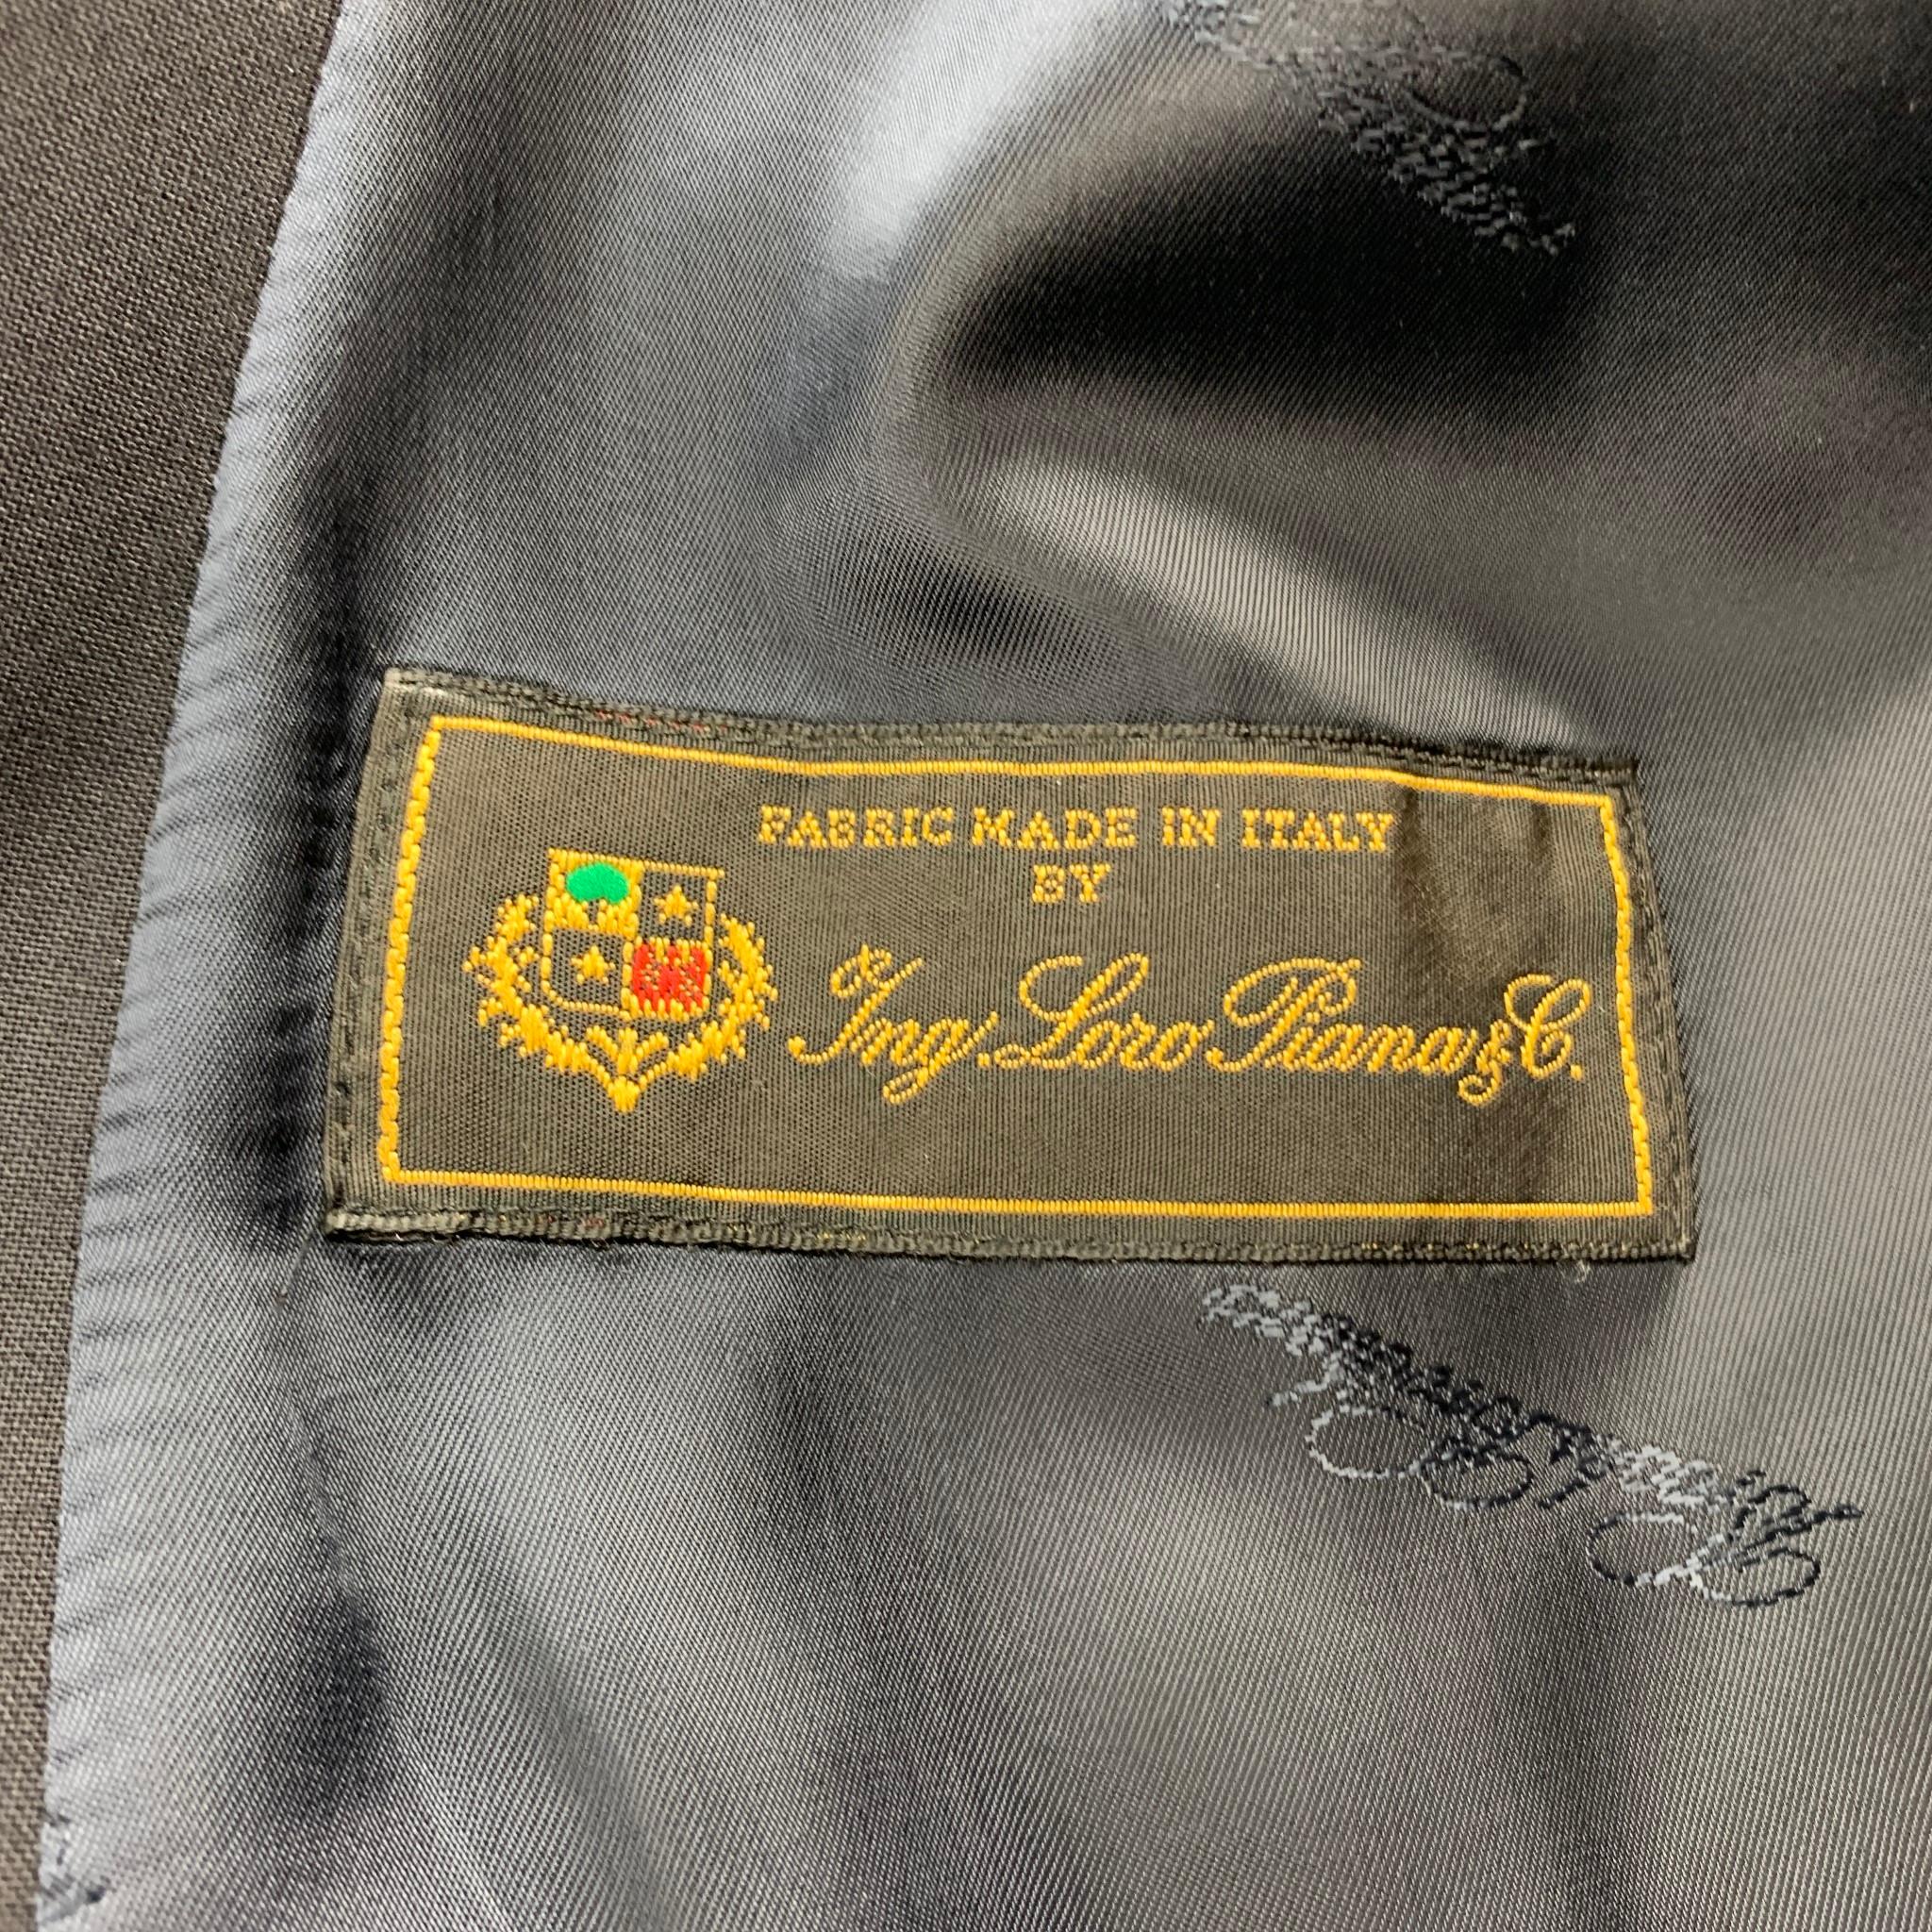 FABRIC MADE IN ITALY
BY
Ing. Loro Piana & C.